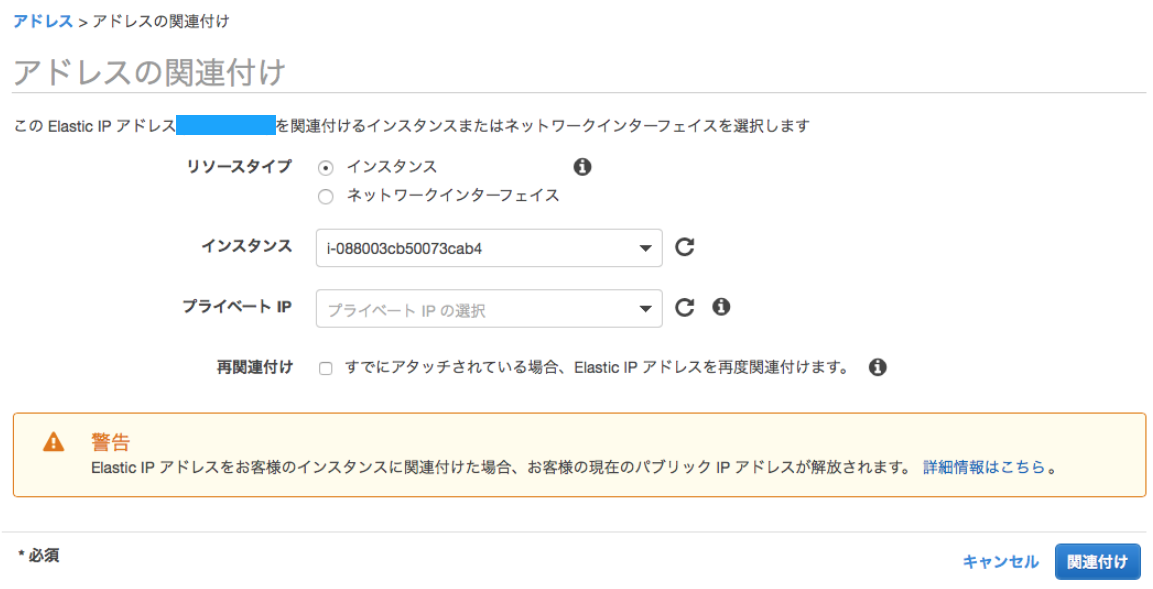 アドレス > アドレスの関連付け
アドレスの関連付け
この Elastic IP アドレス を関連付けるインスタンスまたはネットワークインターフェイスを選択します
リソースタイプ インスタンス
ネットワークインターフェイス
インスタンス i-088003cb50073cab4
プライベート IP プライベート IP の選択
再関連付け すでにアタッチされている場合、Elastic IP アドレスを再度関連付けます。
警告
Elastic IP アドレスをお客様のインスタンスに関連付けた場合、お客様の現在のパブリック IP アドレスが解放されます。 詳細情報はこちら。
* 必須 キャンセル 関連付け